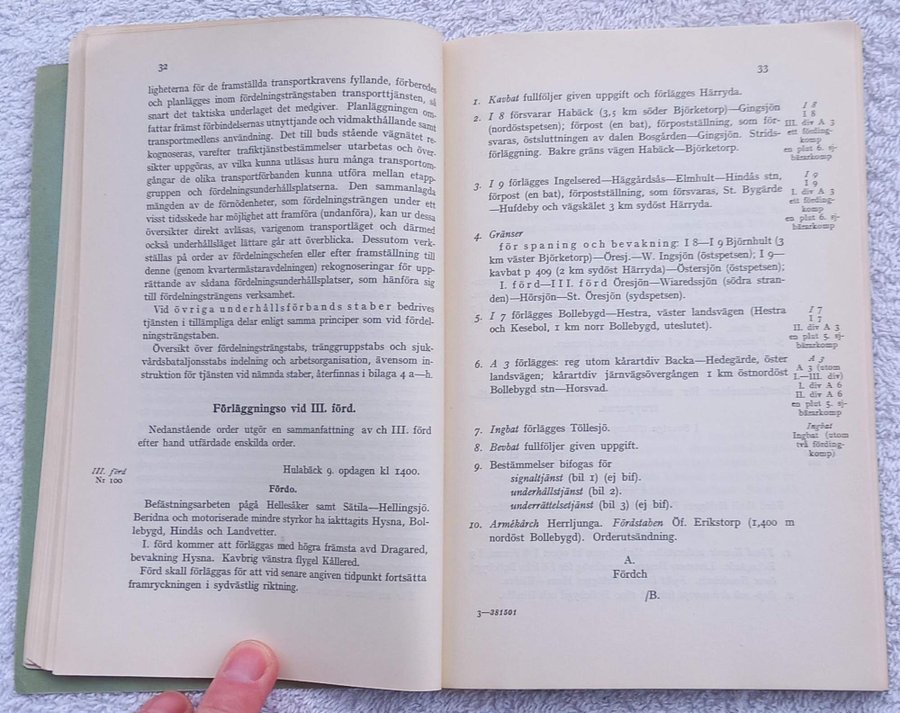 32
ligheterna för de framställda transportkravens fyllande, förberedes
och planlägges inom fördelningsträngstaben transporttjänsten, så
snart det taktiska underlaget det medgiver. Planläggningen om-
fattar främst förbindelsernas utnyttjande och vidmakthållande samt
transportmedlens användning. Det till buds stående vägnätet re-
kognoseras, varefter trafiktjänstbestämmelser utarbetas och över-
sikter uppgöras, av vilka kunna utläsas huru många transportom-
gångar de olika transportförbanden kunna utföra mellan etapp-
gruppen och fördelningsunderhållsplatserna. Den sammanlagda
mängden av de förnödenheter, som fördelningsträngen under ett
visst tidsskede har möjlighet att framföra (undanföra), kan ur dessa
översikter direkt avläsas, varigenom transportläget och därmed
också underhållsläget lättare går att överblicka. Dessutom verk-
ställas på order av fördelningschefen eller efter framställning till
denne (genom kvartermästaravdelningen) rekognoseringar för upp-
rättande av sådana fördelningsunderhållsplatser, som hänföra sig
till fördelningsträngens verksamhet.
Vid övriga underhållsförbands staber bedrives
tjänsten i tillämpliga delar enligt samma principer som vid fördel-
ningsträngstaben.
Översikt över fördelningsträngstabs, tränggruppstabs och sjuk-
vårdsbataljonsstabs indelning och arbetsorganisation, ävensom in-
struktion för tjänsten vid nämnda staber, återfinnas i bilaga 4 a—h.
Förläggningso vid III. förd.
Nedanstående order utgör en sammanfattning av ch III. förd
efter hand utfärdade enskilda order.
III. förd
Nr 100
Hulabäck 9. opdagen kl 1400.
Fördo.
Befästningsarbeten pågå Hellesåker samt Sätila—Hellingsjö.
Beridna och motoriserade mindre styrkor ha iakttagits Hysna, Bol-
lebygd, Hindås och Landvetter.
I. förd kommer att förläggas med högra främsta avd Dragared,
bevakning Hysna. Kavbrig vänstra flygel Kållered.
Förd skall förläggas för att vid senare angiven tidpunkt fortsätta
framryckningen i sydvästlig riktning.
33
1. Kavbat fullföljer given uppgift och förlägges Härryda.
2. I 8 försvarar Habäck (3,5 km söder Björketorp)—Gingsjön
(nordöstspetsen); förpost (en bat), förpostställning, som för-
svaras, östsluttningen av dalen Bosgården—Gingsjön. Strids-
förläggning. Bakre gräns vägen Habäck—Björketorp.
I 8
I 8
III. div A 3
ett förding-
komp
en plut 6. sj-
bärarkomp
3. I 9 förlägges Ingelsered—Häggårdsås—Elmhult—Hindås stn,
förpost (en bat), förpostställning, som försvaras, St. Bygärde
—Hufdeby och vägskälet 3 km sydöst Härryda.
I 9
I 9
I. div A 3
ett förding-
komp
en plut 6. sj-
bärarkomp
4. Gränser
för spaning och bevakning: I 8—I 9 Björnhult (3
km väster Björketorp)—Öresj.—W. Ingsjön (östspetsen); I 9—
kavbat p 409 (2 km sydöst Härryda)—Östersjön (östspetsen);
I. förd—III. förd Öresjön—Wiaredssjön (södra stran-
den)—Hörsjön—St. Öresjön (sydspetsen).
5. I 7 förlägges Bollebygd—Hestra, väster landsvägen (Hestra
och Kesebol, 1 km norr Bollebygd, uteslutet).
I 7
I 7
II. div A 3
en plut 5. sj-
bärarkomp
6. A 3 förlägges: reg utom kårartdiv Backa—Hedegärde, öster
landsvägen; kårartdiv järnvägsövergången 1 km östnordöst
Bollebygd stn—Horsvad.
A 3
A 3 (utom
I.—III. div)
I. div A 6
II. div A 6
en plut 5. sj-
bärarkomp
7. Ingbat förlägges Töllesjö.
Ingbat
Ingbat (utom
två förding-
komp)
8. Bevbat fullföljer given uppgift.
9. Bestämmelser bifogas för
signaltjänst (bil 1) (ej bif).
underhållstjänst (bil 2).
underrättelsetjänst (bil 3) (ej bif).
10. Armékårch Herrljunga. Fördstaben Öf. Erikstorp (1,400 m
nordöst Bollebygd). Orderutsändning.
A.
Fördch
/B.
3—381501